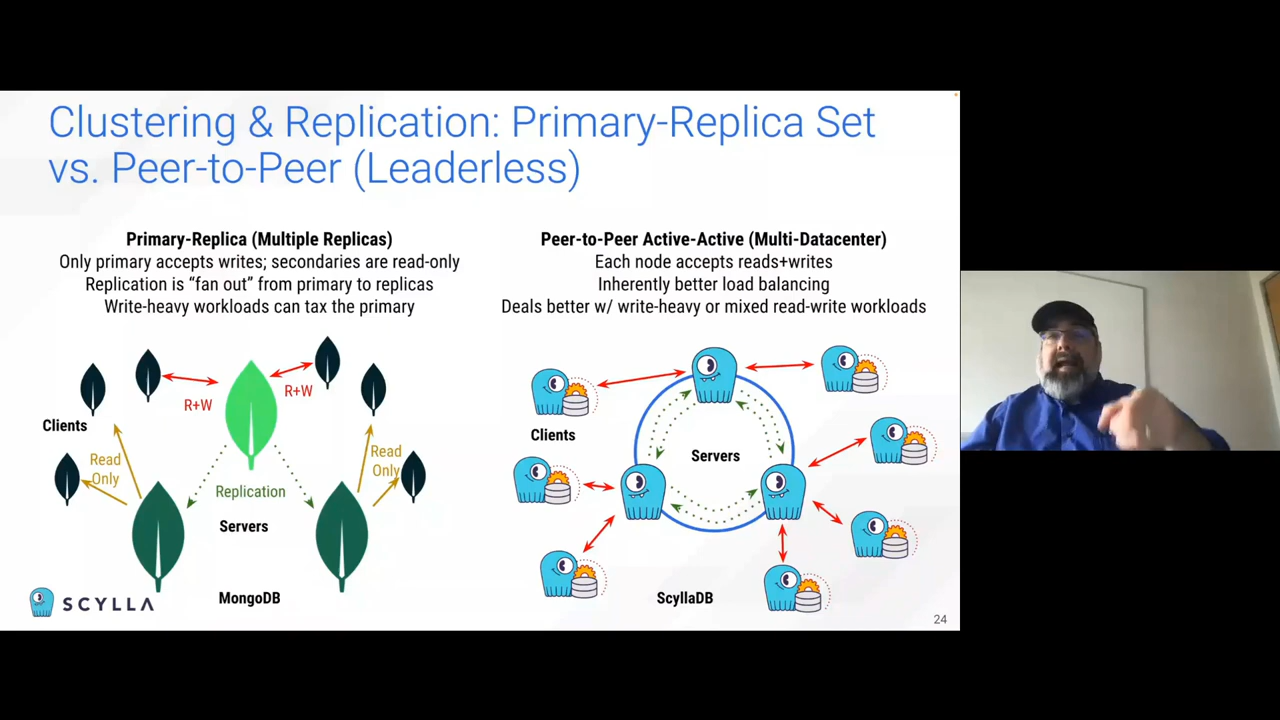 Clustering & Replication: Primary-Replica Set
vs. Peer-to-Peer (Leaderless)
Primary-Replica (Multiple Replicas)
Only primary accepts writes; secondaries are read-only
Replication is “fan out” from primary to replicas
Write-heavy workloads can tax the primary
R+W
R+W
Clients
Read
Only
Read
Only
Replication
Servers
MongoDB
Peer-to-Peer Active-Active (Multi-Datacenter)
Each node accepts reads+writes
Inherently better load balancing
Deals better w/ write-heavy or mixed read-write workloads
Clients
Servers
ScyllaDB
SCYLLA
24